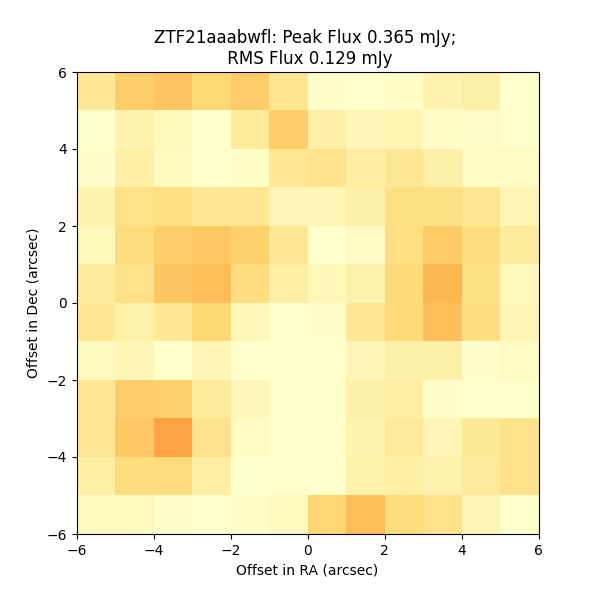 ZTF21aaabwfl: Peak Flux 0.365 mJy;
RMS Flux 0.129 mJy
6
4
2
0
−2
−4
−6
Offset in Dec (arcsec)
−6 −4 −2 0 2 4 6
Offset in RA (arcsec)